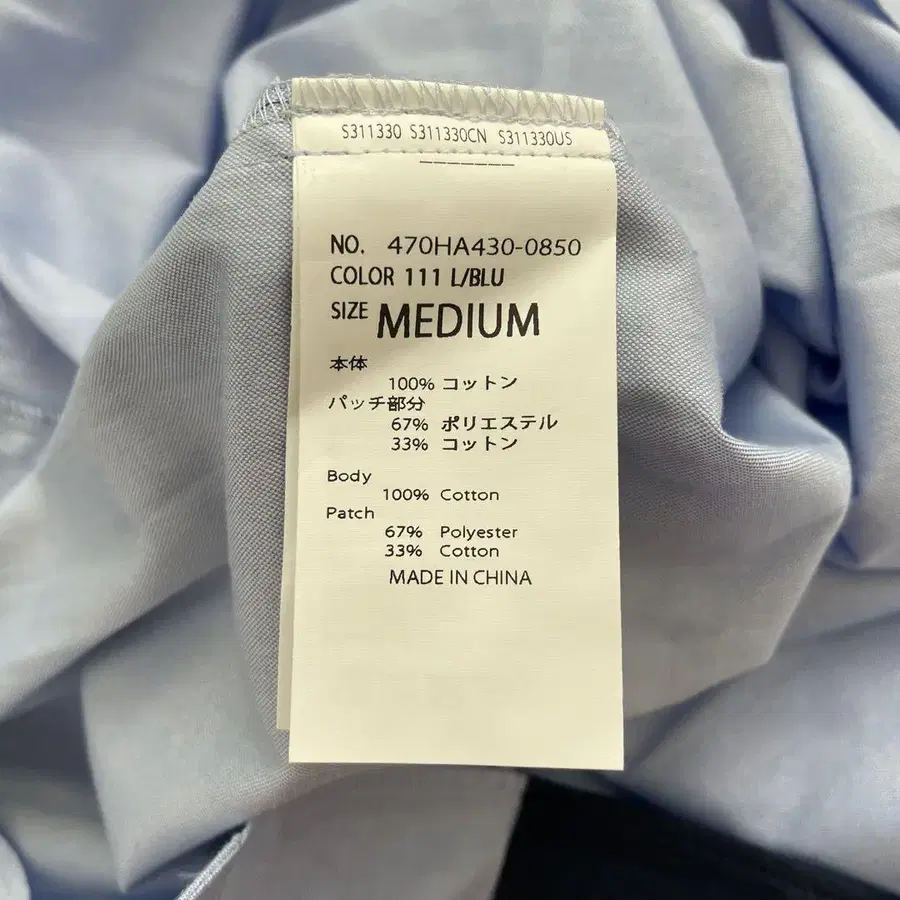 S311330 S311330CN S311330US
-------
NO. 470HA430-0850
COLOR 111 L/BLU
SIZE MEDIUM
本体
100% コットン
パッチ部分
67% ポリエステル
33% コットン
Body
100% Cotton
Patch
67% Polyester
33% Cotton
MADE IN CHINA